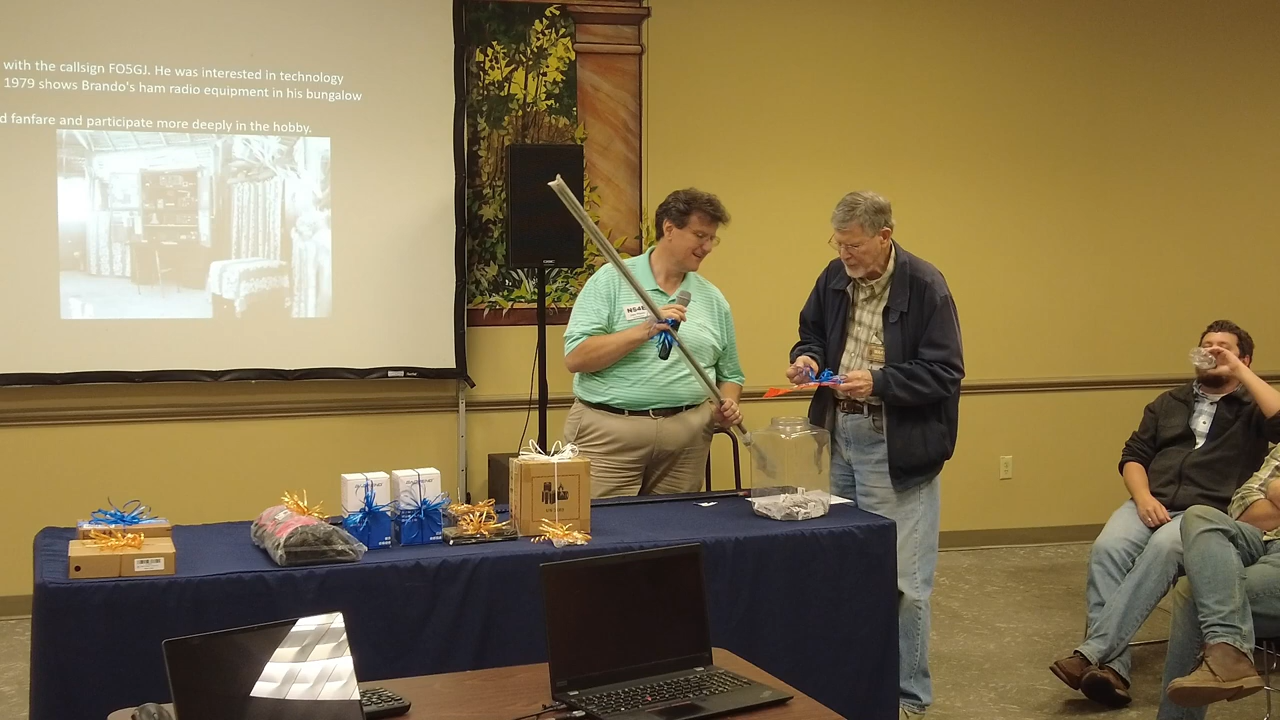 with the callsign FO5GJ. He was interested in technology
1979 shows Brando's ham radio equipment in his bungalow
d fanfare and participate more deeply in the hobby.